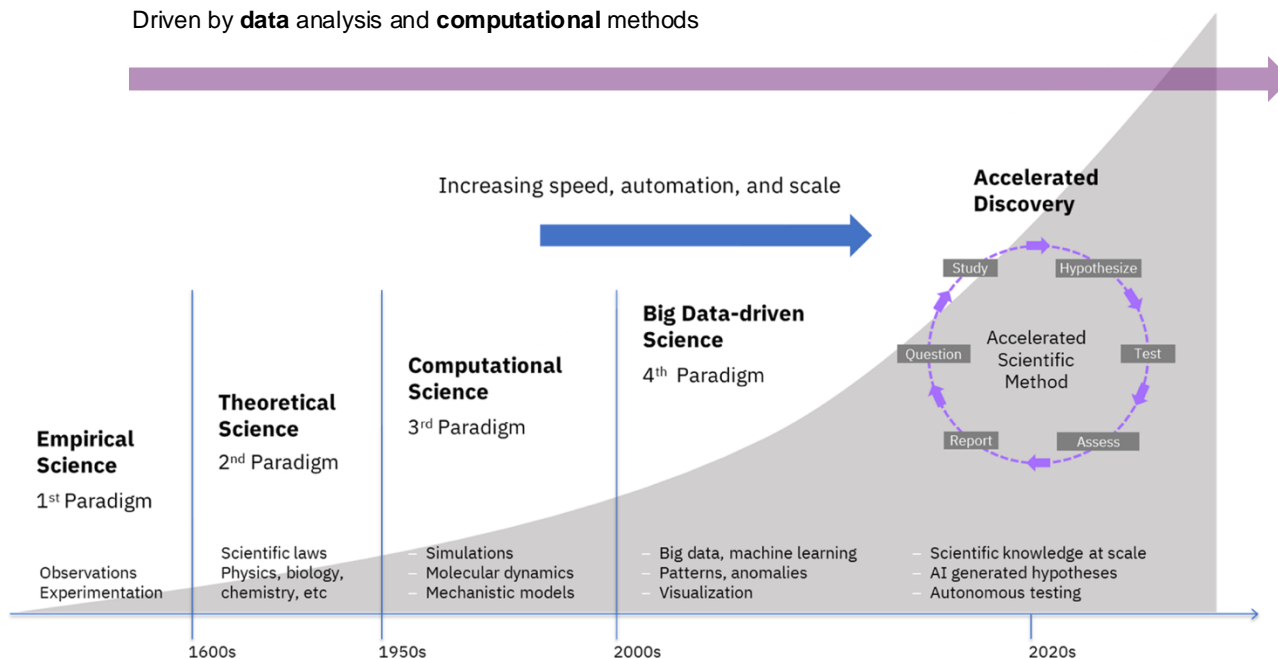 Driven by data analysis and computational methods
Increasing speed, automation, and scale
Empirical
Science
1st Paradigm
Observations
Experimentation
Theoretical
Science
2nd Paradigm
Scientific laws
Physics, biology,
chemistry, etc
Computational
Science
3rd Paradigm
– Simulations
– Molecular dynamics
– Mechanistic models
Big Data-driven
Science
4th Paradigm
– Big data, machine learning
– Patterns, anomalies
– Visualization
Accelerated
Discovery
Study
Hypothesize
Question
Accelerated
Scientific
Method
Test
Report
Assess
– Scientific knowledge at scale
– AI generated hypotheses
– Autonomous testing
1600s
1950s
2000s
2020s